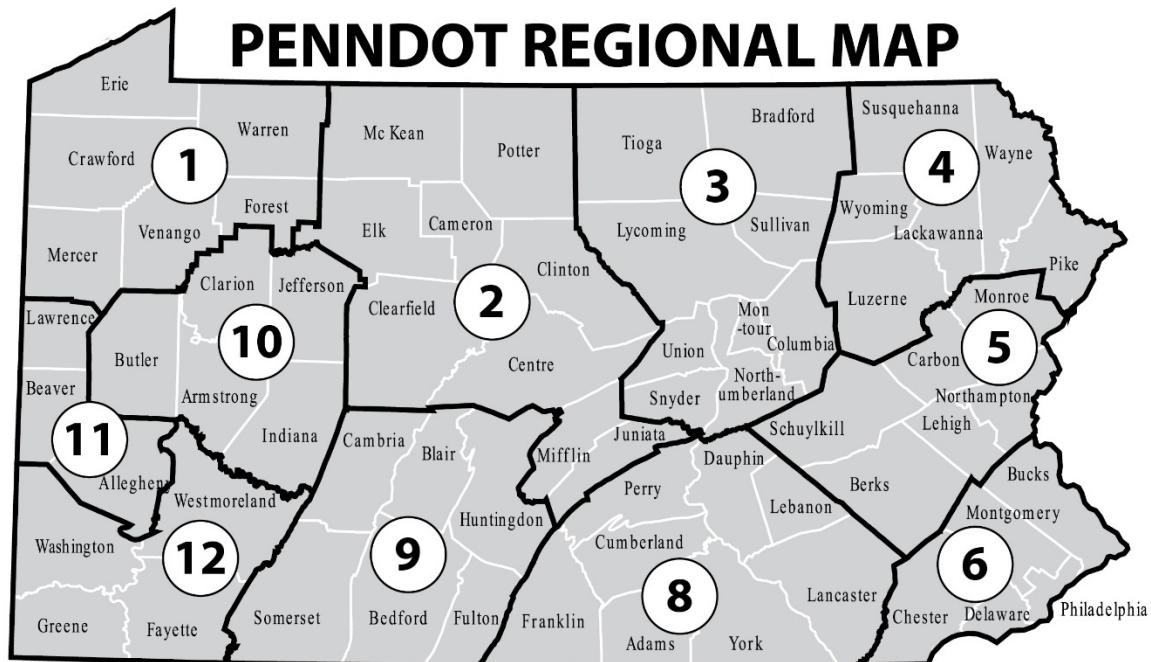 PENNDOT REGIONAL MAP
Erie
Crawford
Warren
1
Forest
Venango
Mercer
Mc Kean
Potter
Elk
Cameron
Clinton
2
Clearfield
Centre
Mifflin
Juniata
Tioga
Bradford
3
Lycoming
Sullivan
Mon
-tour
Columbia
Union
North-
umberland
Snyder
Susquehanna
Wayne
4
Wyoming
Lackawanna
Pike
Luzerne
Monroe
5
Carbon
Northampton
Lehigh
Schuylkill
Berks
Bucks
Montgomery
6
Chester
Delaware
Philadelphia
Dauphin
Perry
Lebanon
Cumberland
8
Lancaster
Franklin
Adams
York
Cambria
Blair
Huntingdon
9
Somerset
Bedford
Fulton
Clarion
Jefferson
10
Butler
Armstrong
Indiana
Lawrence
Beaver
11
Allegheny
Westmoreland
Washington
12
Greene
Fayette